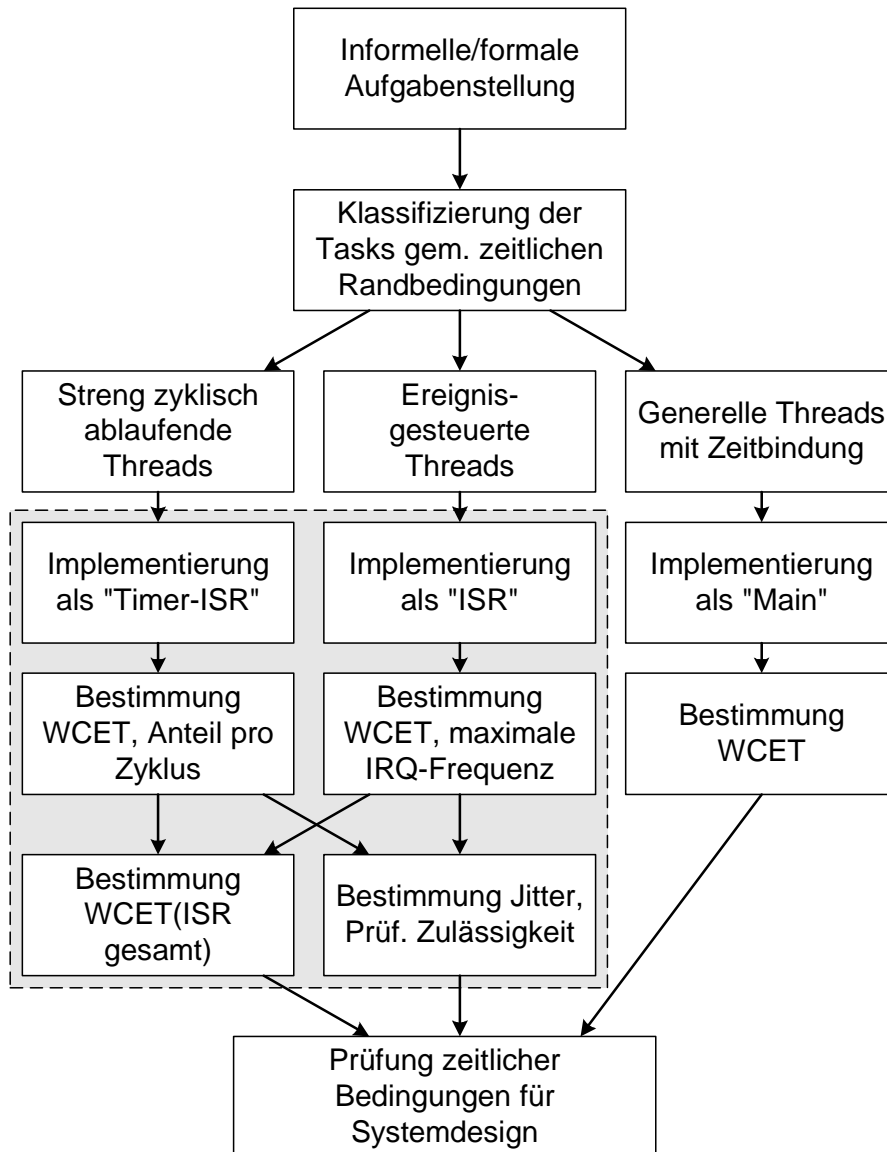 Informelle/formale
Aufgabenstellung
Klassifizierung der
Tasks gem. zeitlichen
Randbedingungen
Streng zyklisch
ablaufende
Threads
Ereignis-
gesteuerte
Threads
Generelle Threads
mit Zeitbindung
Implementierung
als "Timer-ISR"
Implementierung
als "ISR"
Implementierung
als "Main"
Bestimmung
WCET, Anteil pro
Zyklus
Bestimmung
WCET, maximale
IRQ-Frequenz
Bestimmung
WCET
Bestimmung
WCET(ISR
gesamt)
Bestimmung Jitter,
Prüf. Zulässigkeit
Prüfung zeitlicher
Bedingungen für
Systemdesign